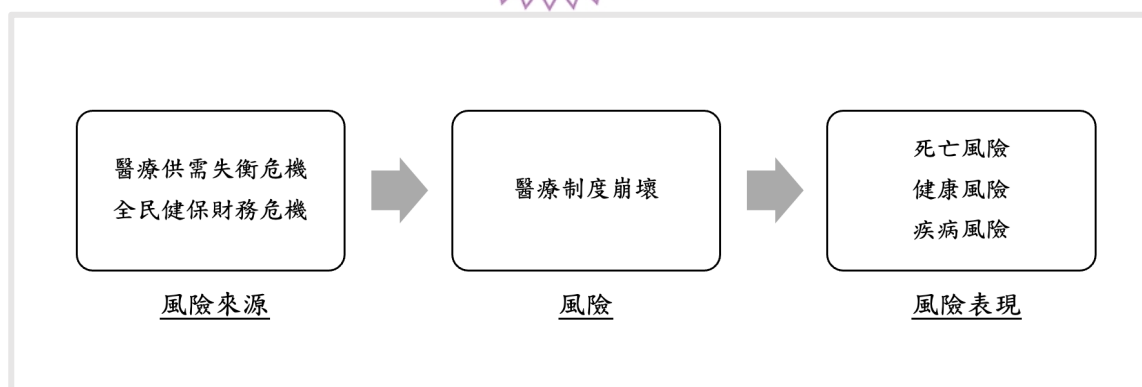 醫療供需失衡危機
全民健保財務危機
風險來源
醫療制度崩壞
風險
死亡風險
健康風險
疾病風險
風險表現